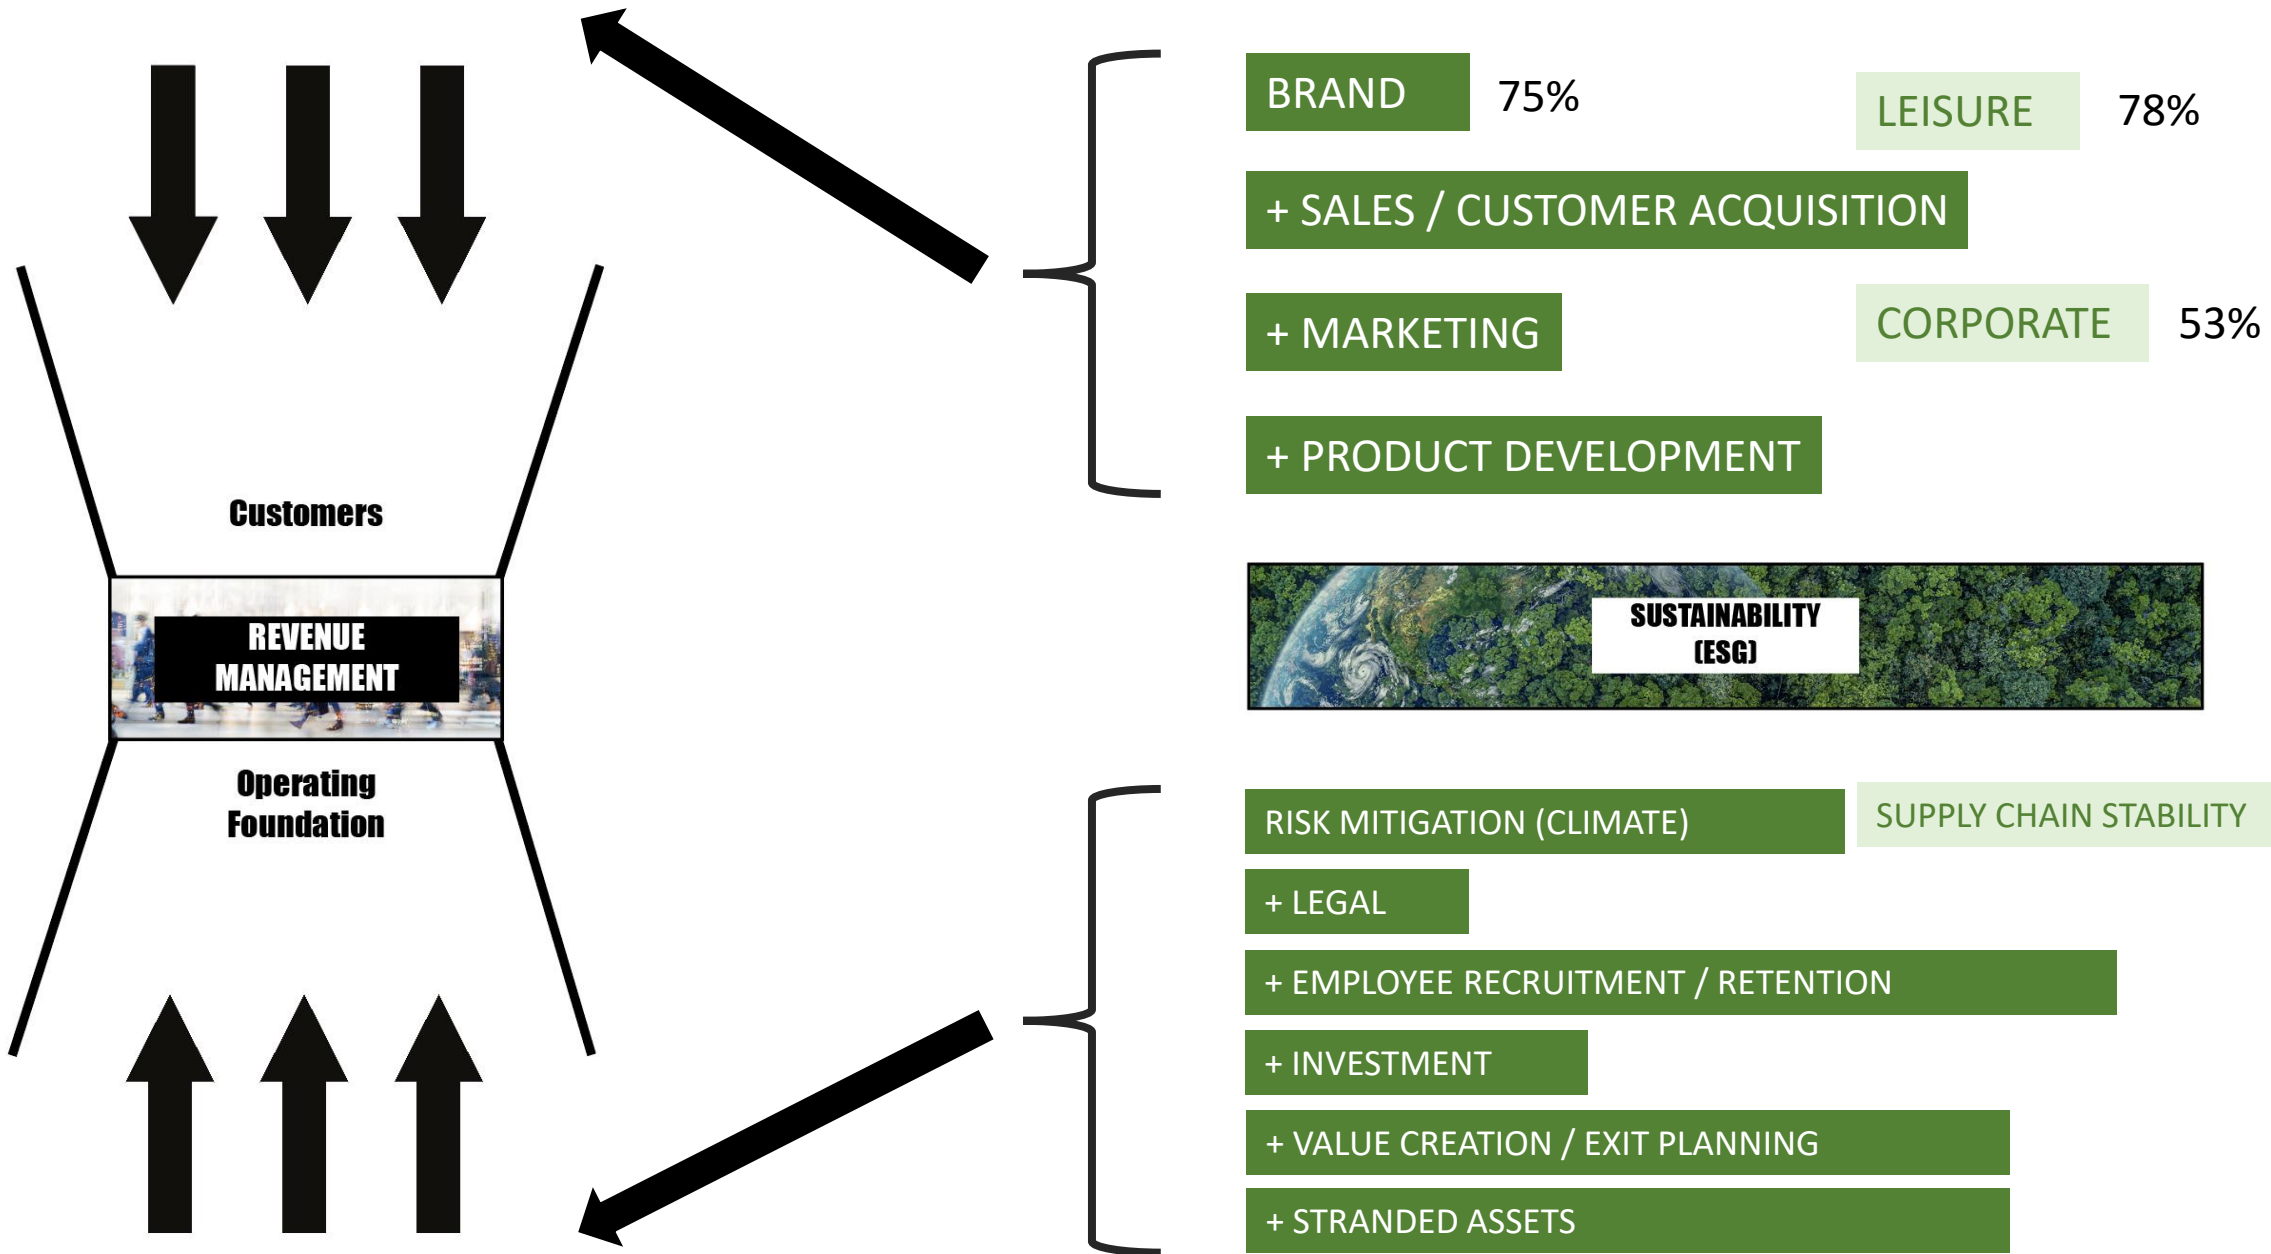 BRAND
75%
LEISURE
78%
+ SALES / CUSTOMER ACQUISITION
+ MARKETING
CORPORATE
53%
+ PRODUCT DEVELOPMENT
Customers
REVENUE
MANAGEMENT
Operating
Foundation
SUSTAINABILITY
(ESG)
RISK MITIGATION (CLIMATE)
SUPPLY CHAIN STABILITY
+ LEGAL
+ EMPLOYEE RECRUITMENT / RETENTION
+ INVESTMENT
+ VALUE CREATION / EXIT PLANNING
+ STRANDED ASSETS